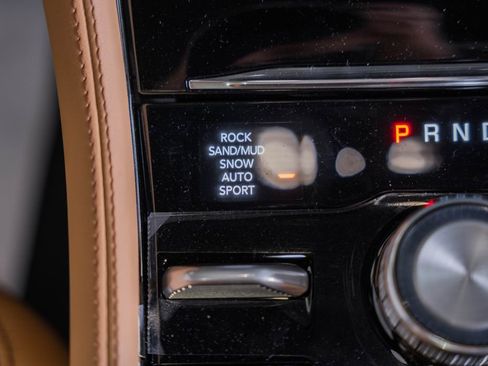 ROCK
SAND/MUD
SNOW
AUTO
SPORT
P R N D